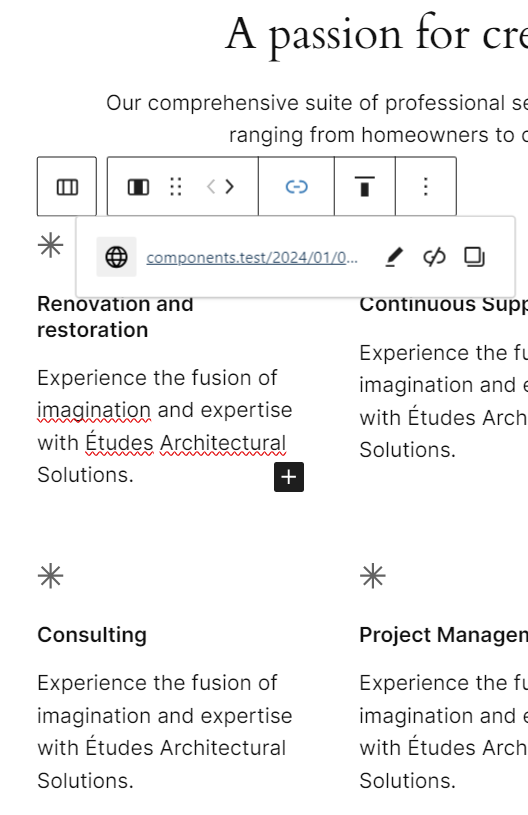 A passion for cre
Our comprehensive suite of professional se
ranging from homeowners to c
components.test/2024/01/0...
Renovation and
restoration
Experience the fusion of
imagination and expertise
with Études Architectural
Solutions.
Continuous Supp
Experience the fu
imagination and e
with Études Arch
Solutions.
Consulting
Experience the fusion of
imagination and expertise
with Études Architectural
Solutions.
Project Managem
Experience the fu
imagination and e
with Études Arch
Solutions.